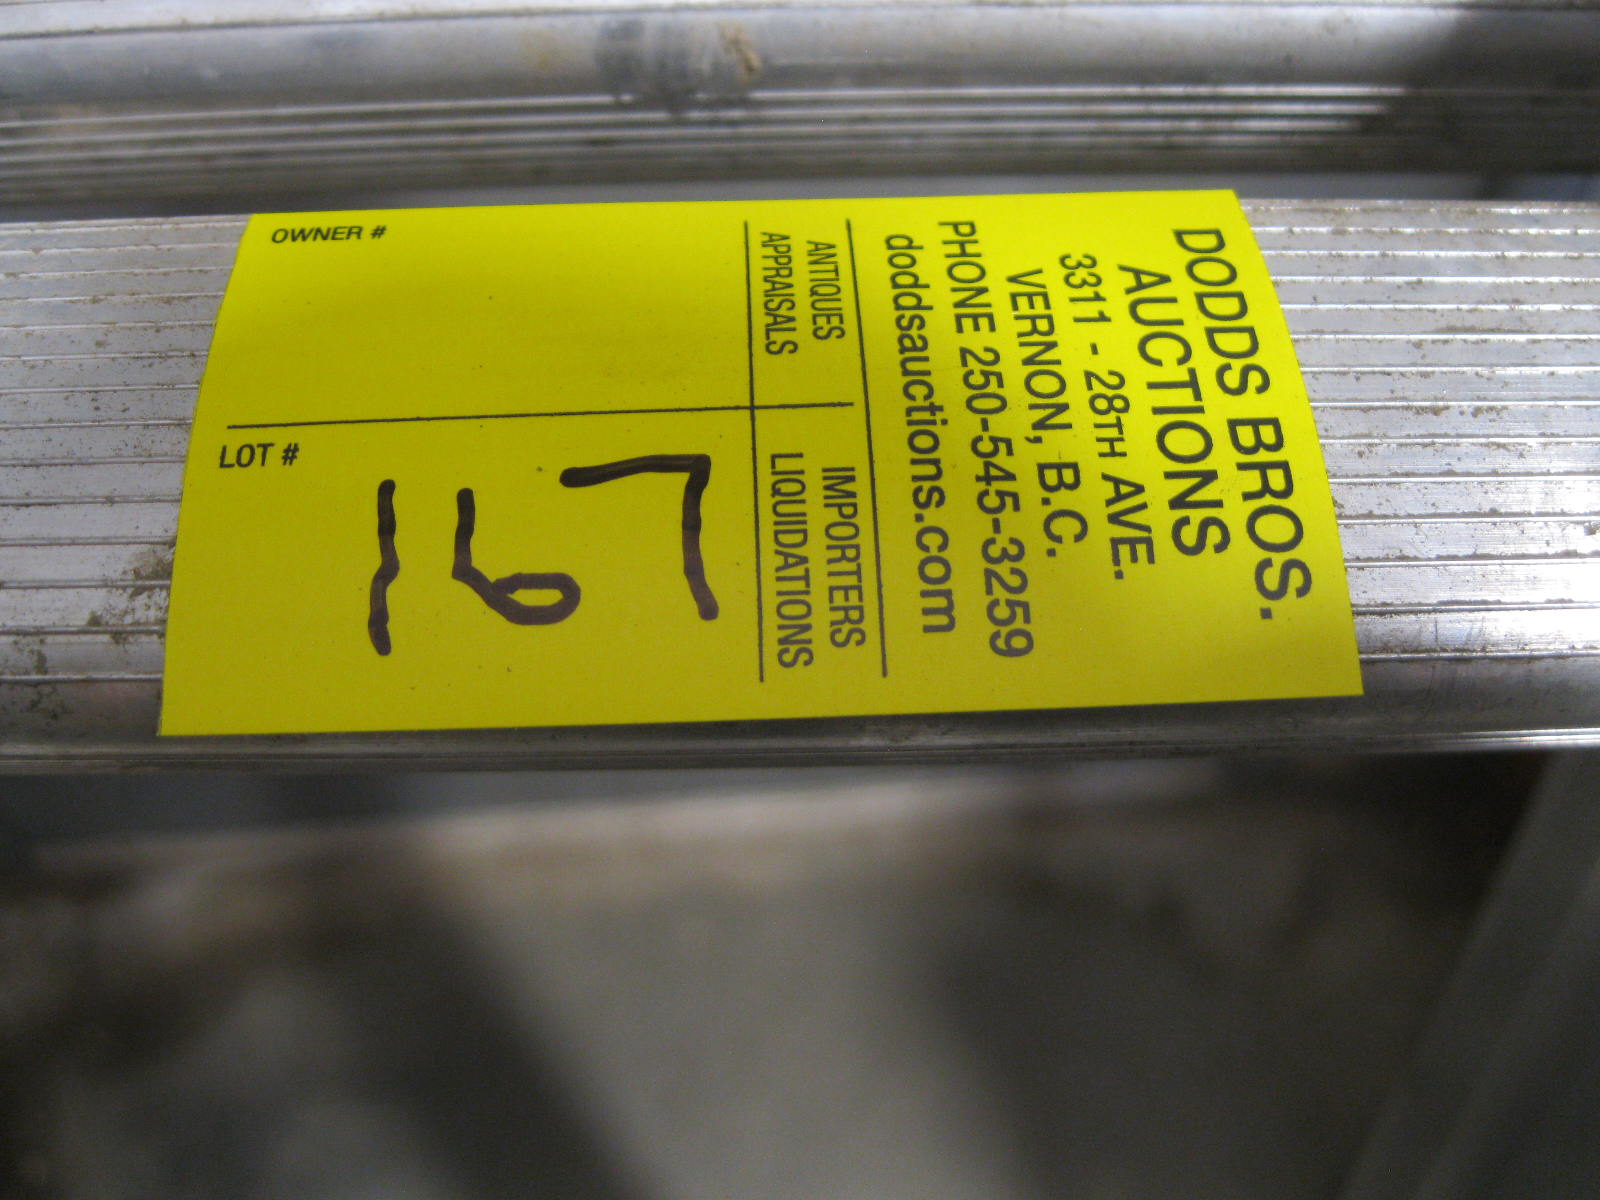 DODDS BROS.
AUCTIONS
3311 - 28TH AVE.
VERNON, B.C.
PHONE 250-545-3259
doddsauctions.com
ANTIQUES IMPORTERS
APPRAISALS LIQUIDATIONS
OWNER #
LOT #
167